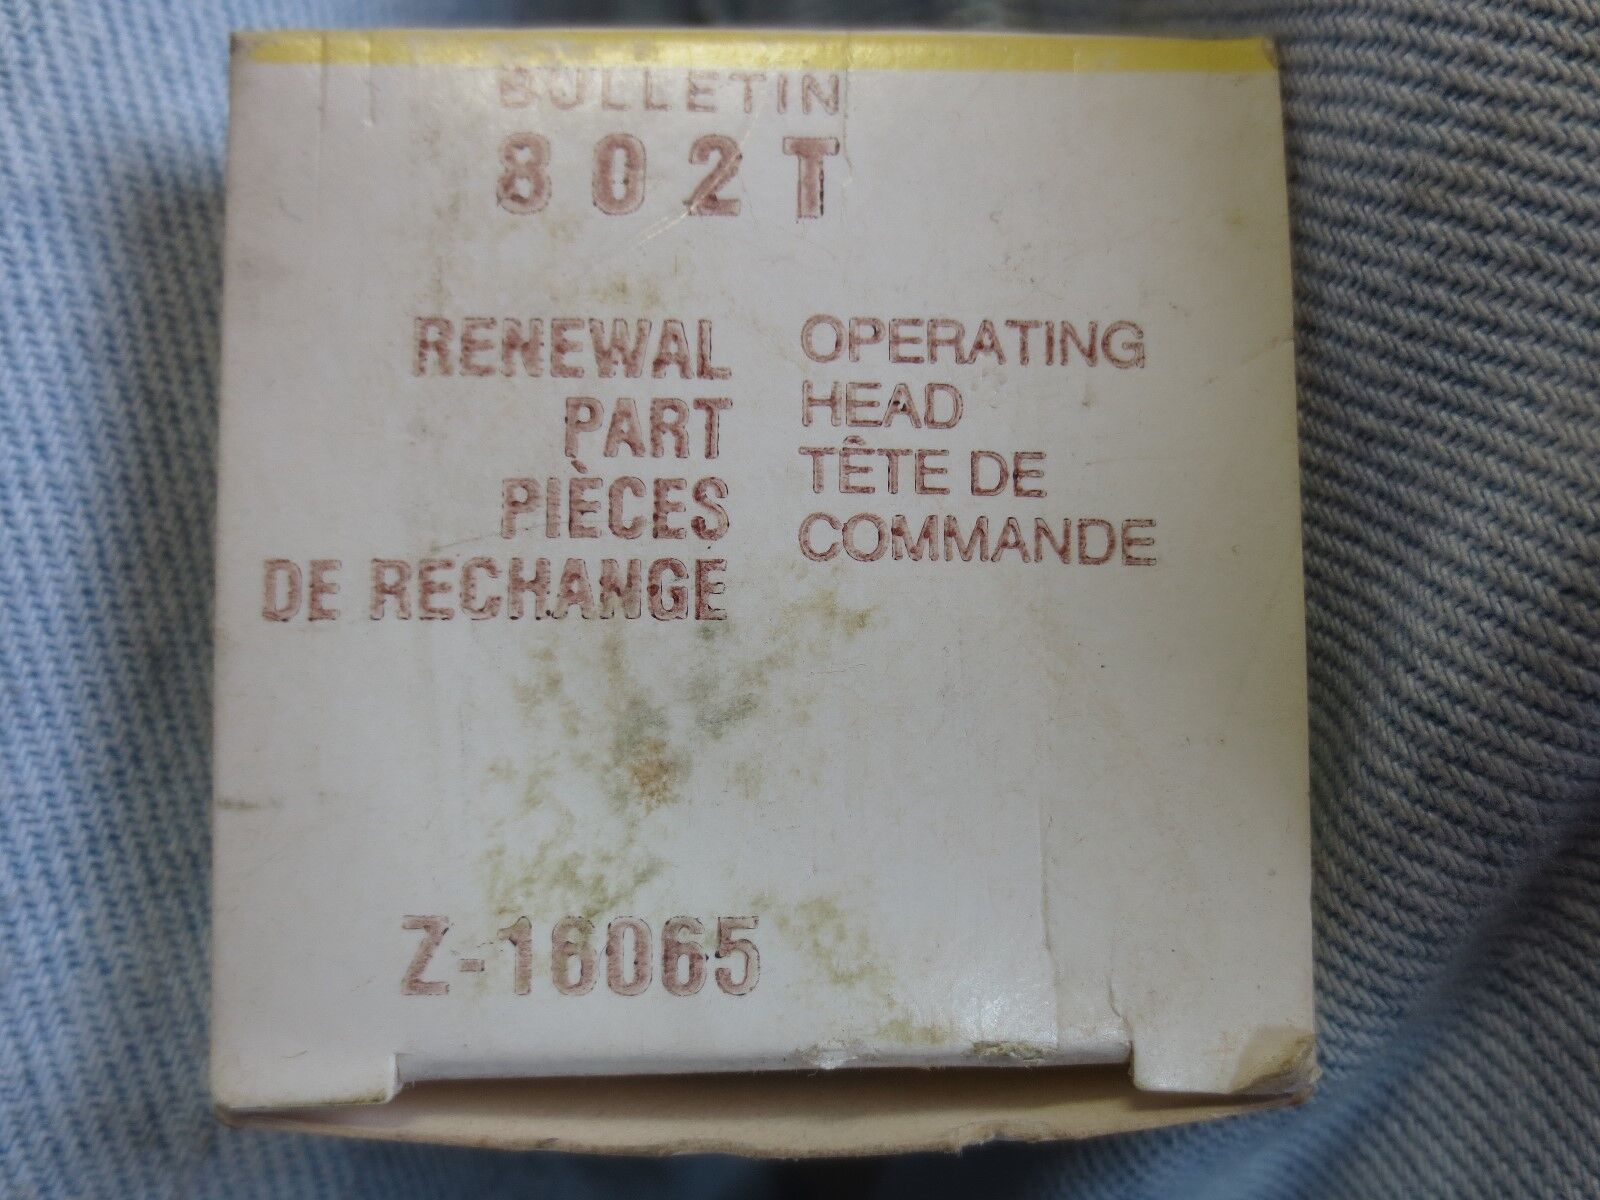 BULLETIN
802T
RENEWAL
PART
PIÈCES
DE RECHANGE
OPERATING
HEAD
TÊTE DE
COMMANDE
Z-16065